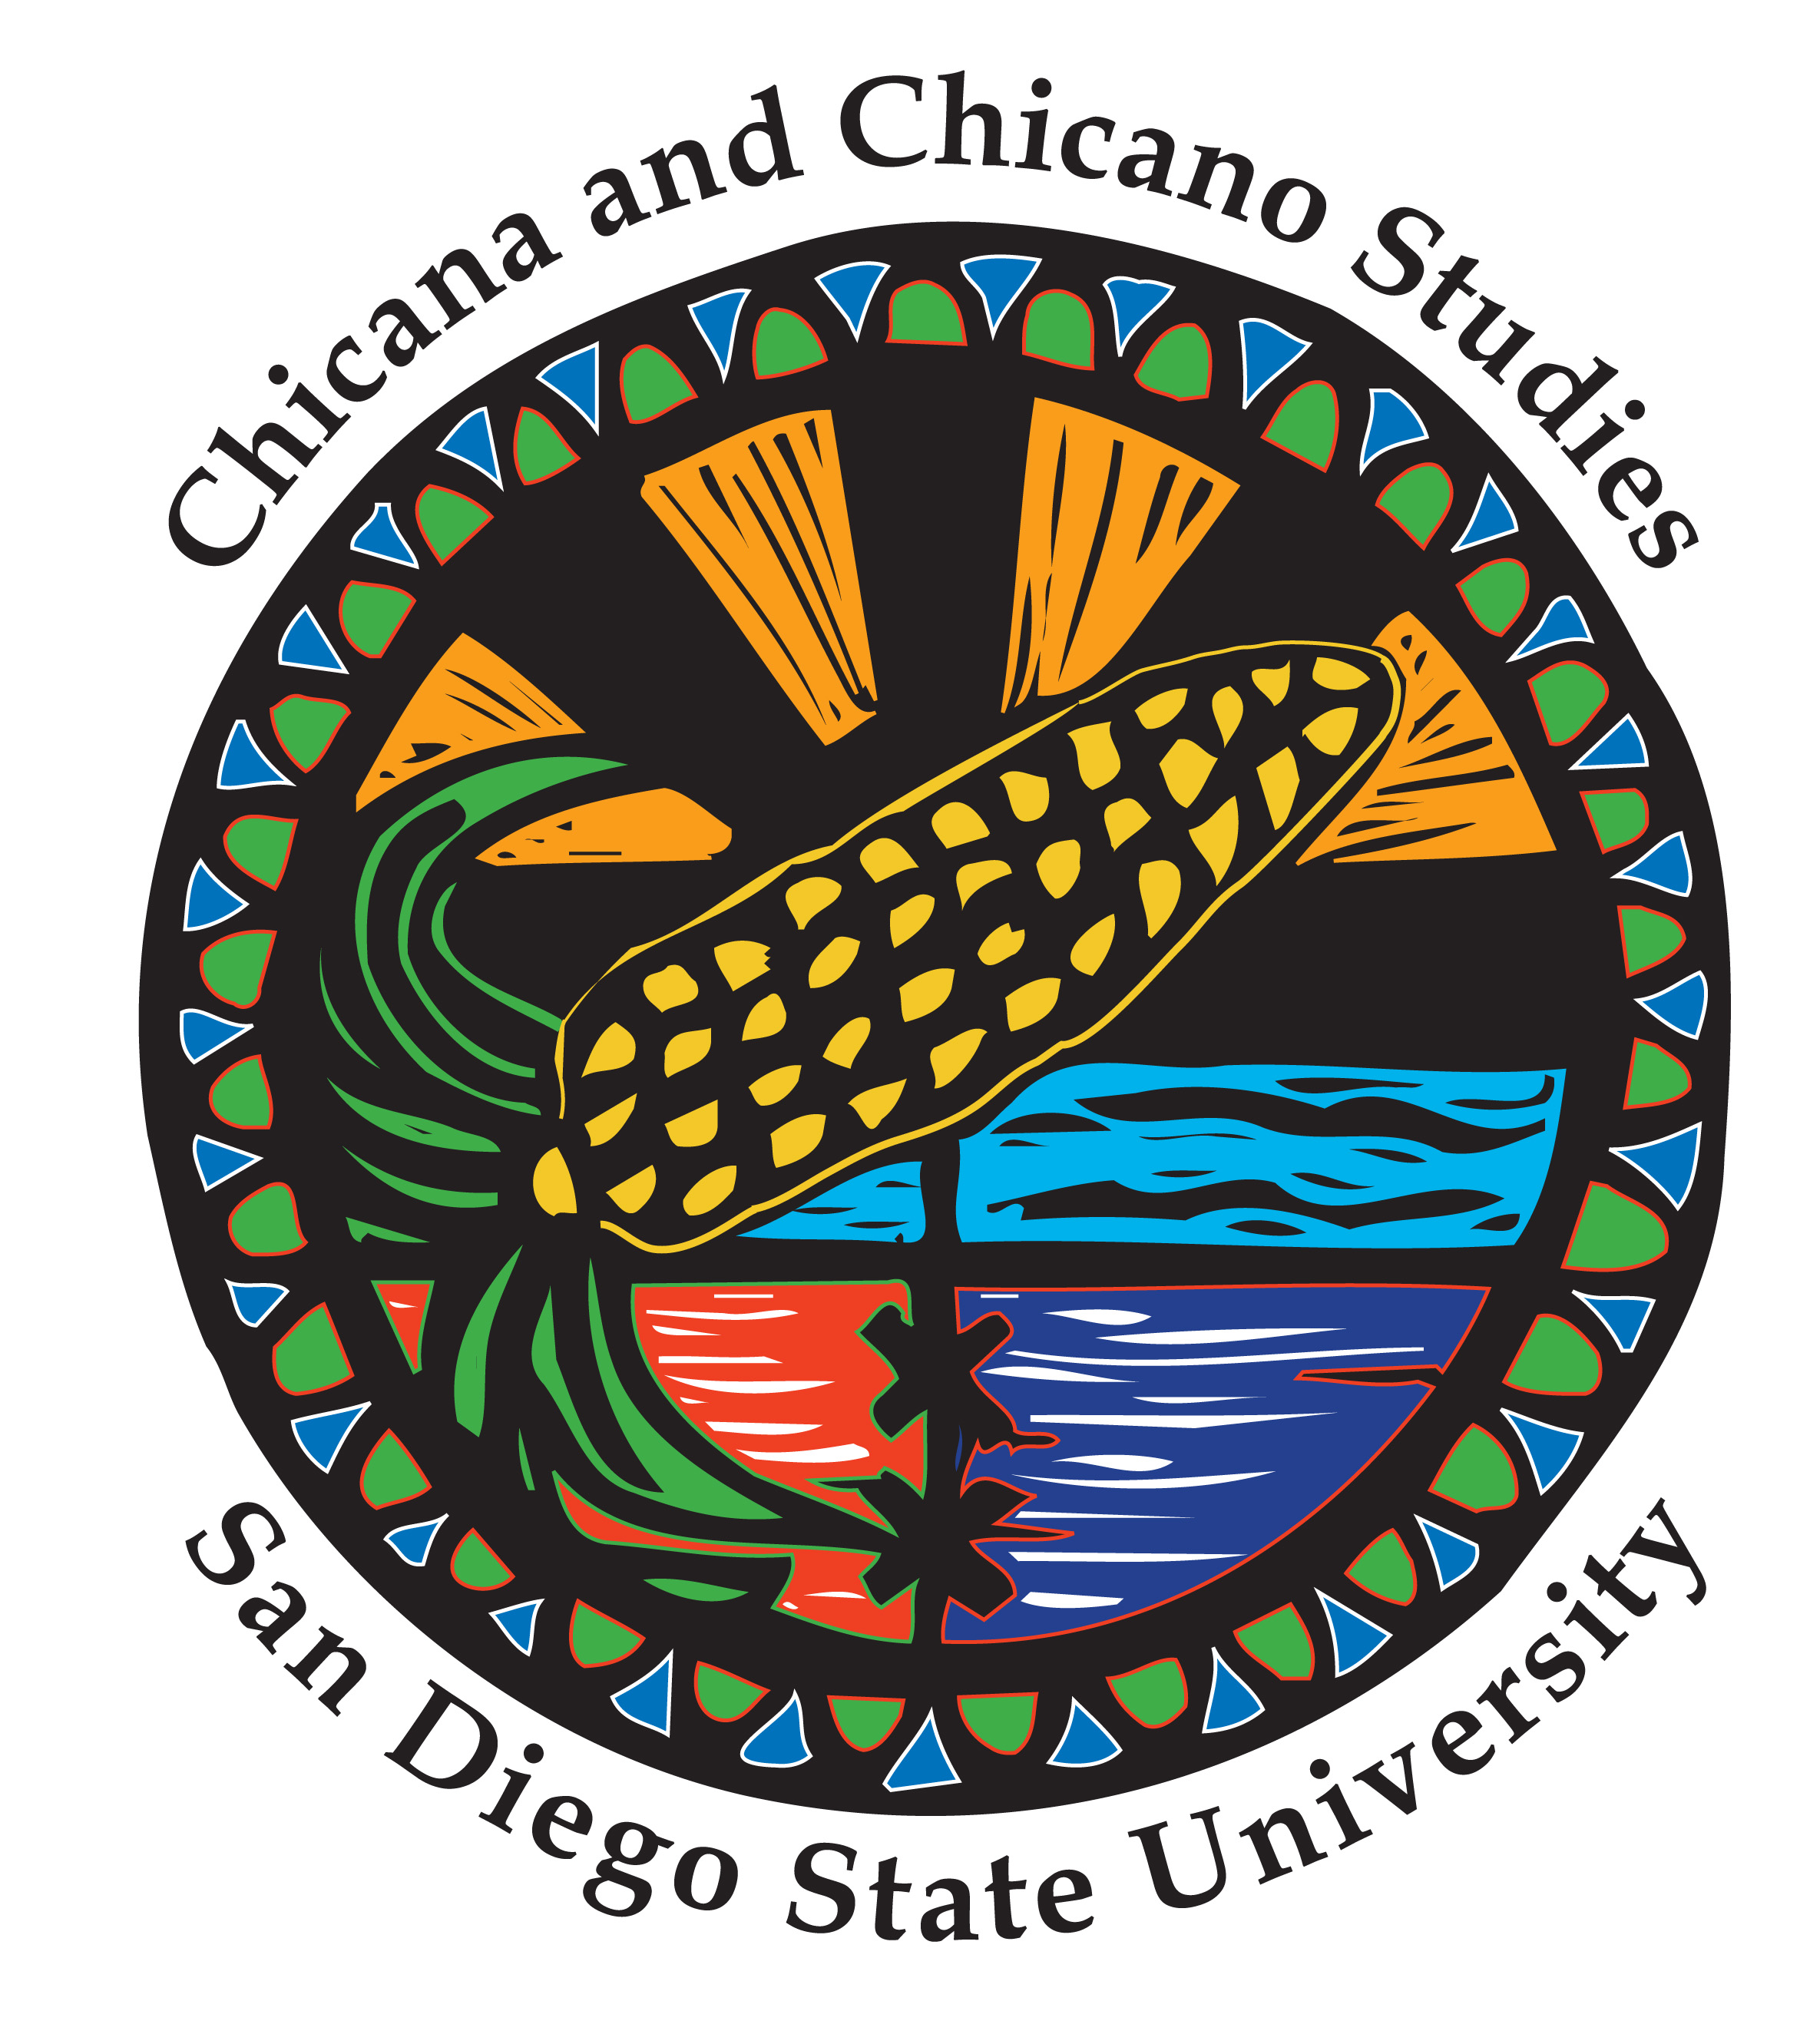 Chicana and Chicano Studies
San Diego State University